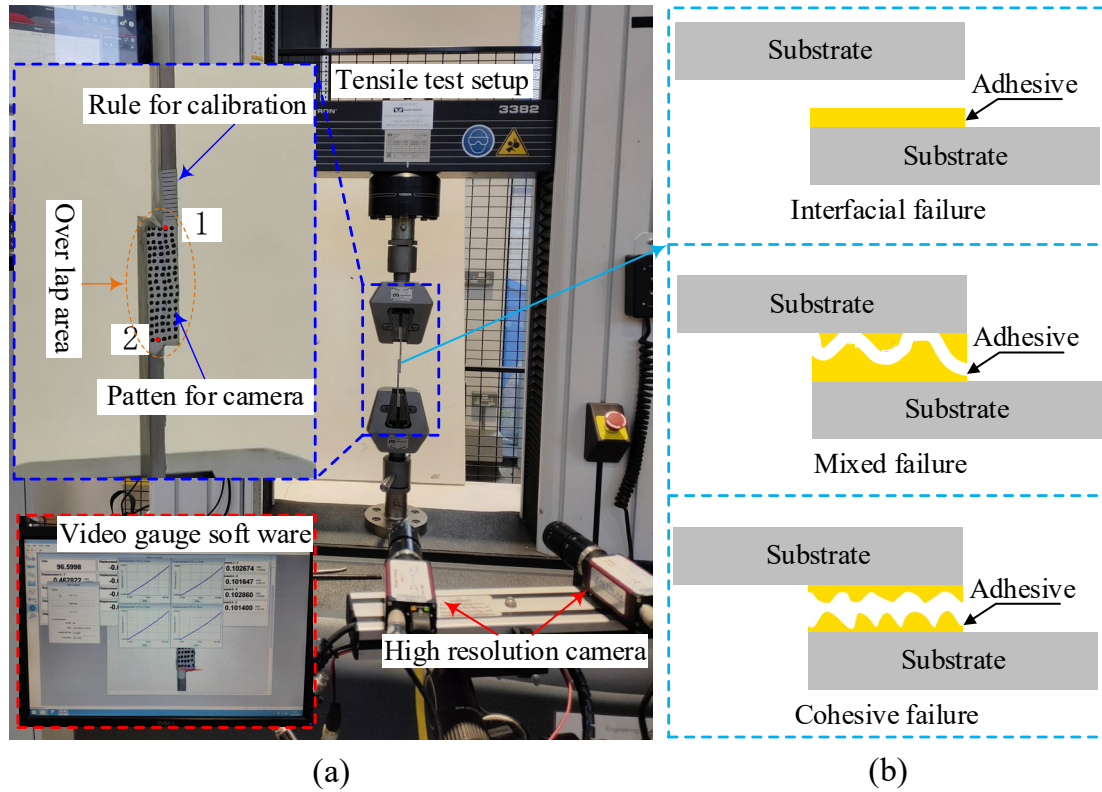 Tensile test setup
3382
Rule for calibration
1
Over lap area
2
Patten for camera
Video gauge soft ware
96.5998
0.462822
0.102674
0.101647
0.102860
0.101400
High resolution camera
(a)
Substrate
Adhesive
Substrate
Interfacial failure
Substrate
Adhesive
Substrate
Mixed failure
Substrate
Adhesive
Substrate
Cohesive failure
(b)